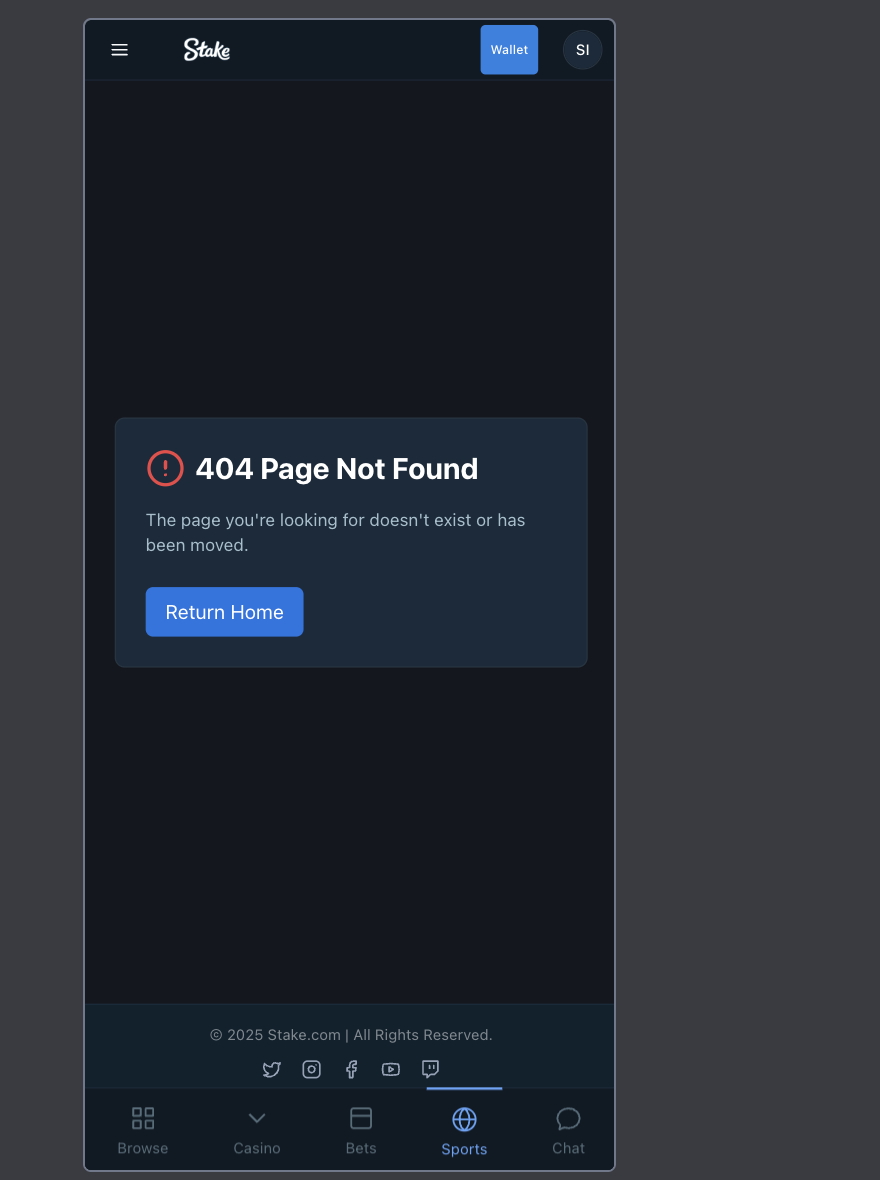 Stake
Wallet
SI
404 Page Not Found
The page you're looking for doesn't exist or has
been moved.
Return Home
© 2025 Stake.com | All Rights Reserved.
Browse
Casino
Bets
Sports
Chat